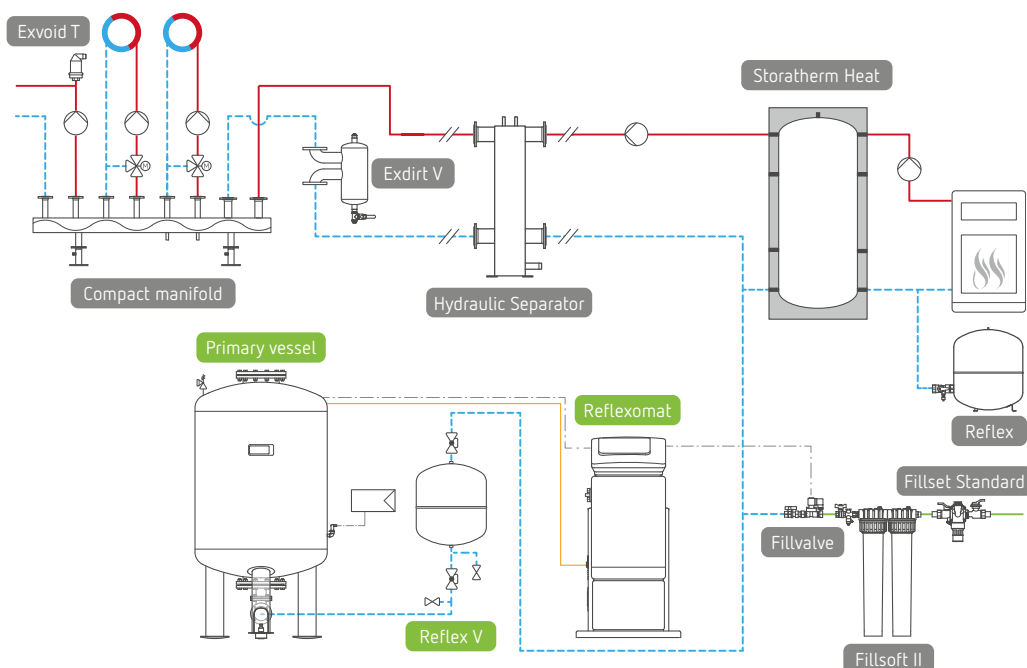 Exvoid T
Storatherm Heat
M
M
Exdirt V
Compact manifold
Hydraulic Separator
Primary vessel
Reflexomat
Reflex
Fillset Standard
Fillvalve
Reflex V
Fillsoft II